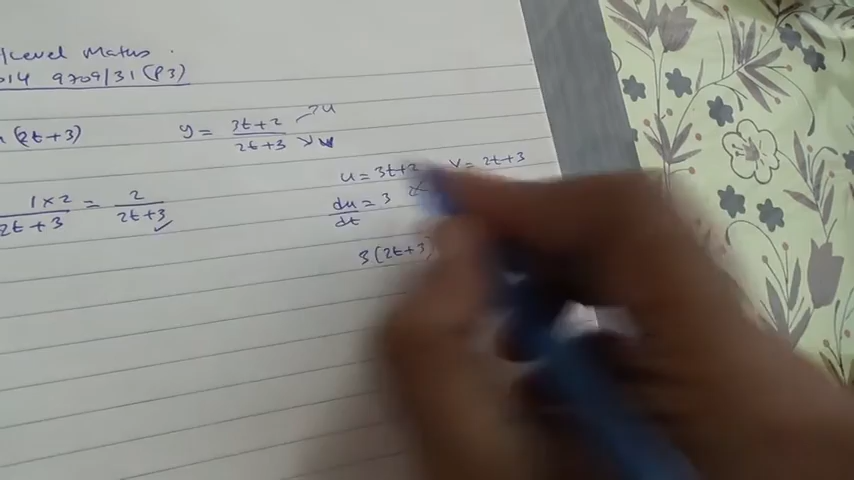 Level Maths.
014 9709/31 (P3)
(2t+3) y = 3t+2 / 2t+3 → u v
u = 3t+2 v = 2t+3
1×2 / 2t+3 = 2 / 2t+3 ✓ du/dt = 3
3(2t+3)